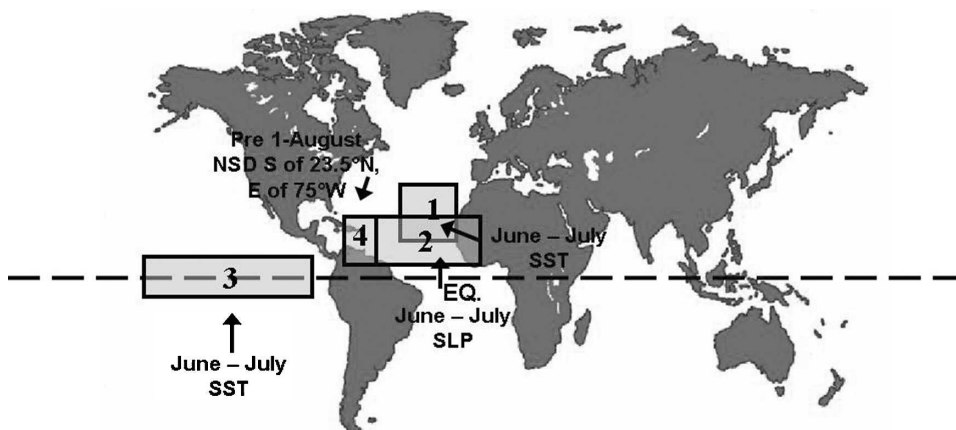 Pre 1-August
NSD S of 23.5°N,
E of 75°W
1
4
2
June – July
SST
3
EQ.
June – July
SLP
June – July
SST